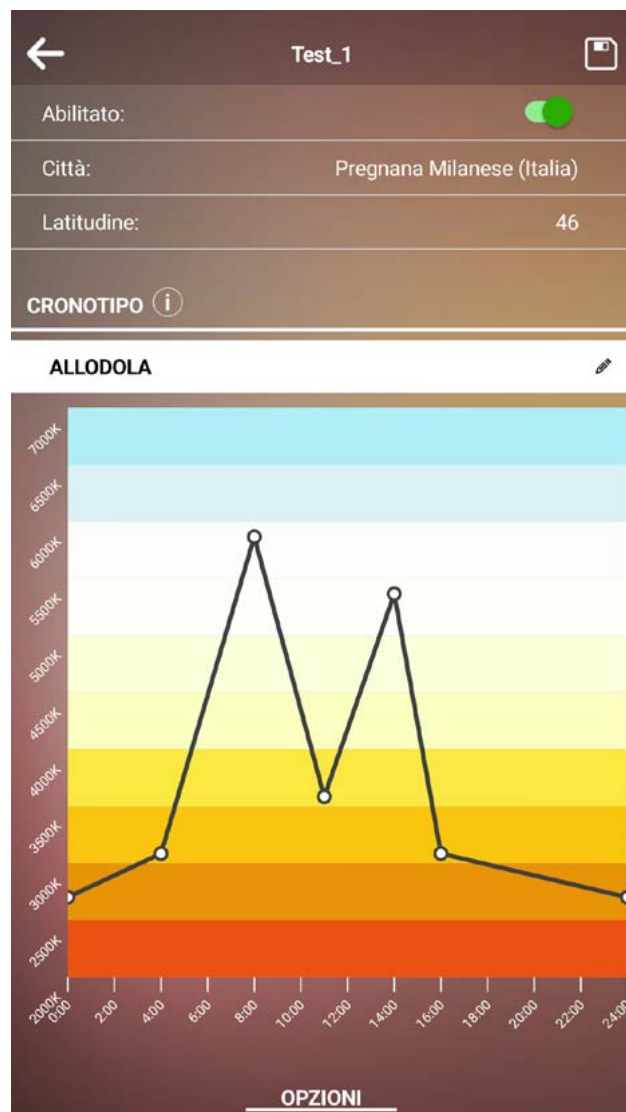 Test_1
Abilitato:
Città: Pregnana Milanese (Italia)
Latitudine: 46
CRONOTIPO i
ALLODOLA
7000K
6500K
6000K
5500K
5000K
4500K
4000K
3500K
3000K
2500K
2000K
0:00 2:00 4:00 6:00 8:00 10:00 12:00 14:00 16:00 18:00 20:00 22:00 24:00
OPZIONI